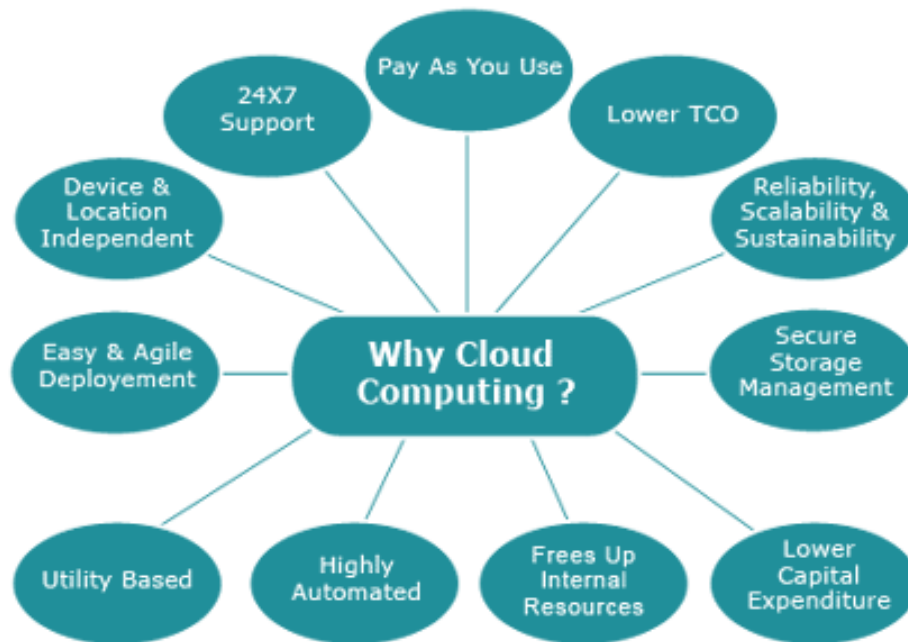 Pay As You Use
24X7
Support
Lower TCO
Device &
Location
Independent
Reliability,
Scalability &
Sustainability
Why Cloud
Computing ?
Easy & Agile
Deployement
Secure
Storage
Management
Utility Based
Highly
Automated
Frees Up
Internal
Resources
Lower
Capital
Expenditure